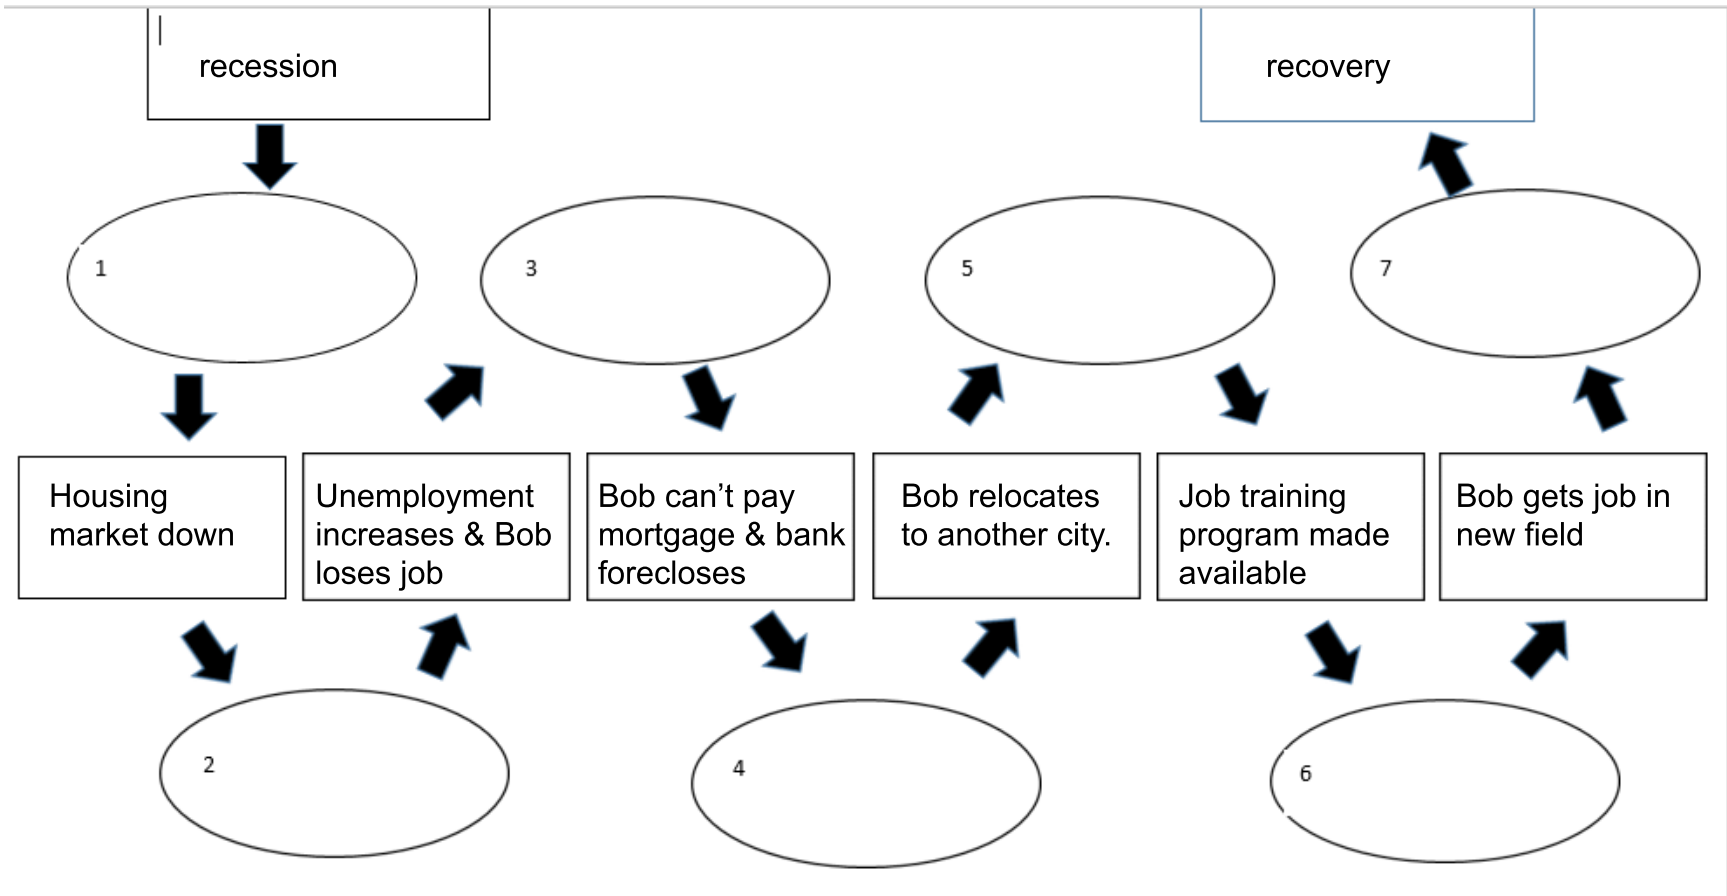 recession
recovery
1
3
5
7
Housing
market down
Unemployment
increases & Bob
loses job
Bob can’t pay
mortgage & bank
forecloses
Bob relocates
to another city.
Job training
program made
available
Bob gets job in
new field
2
4
6